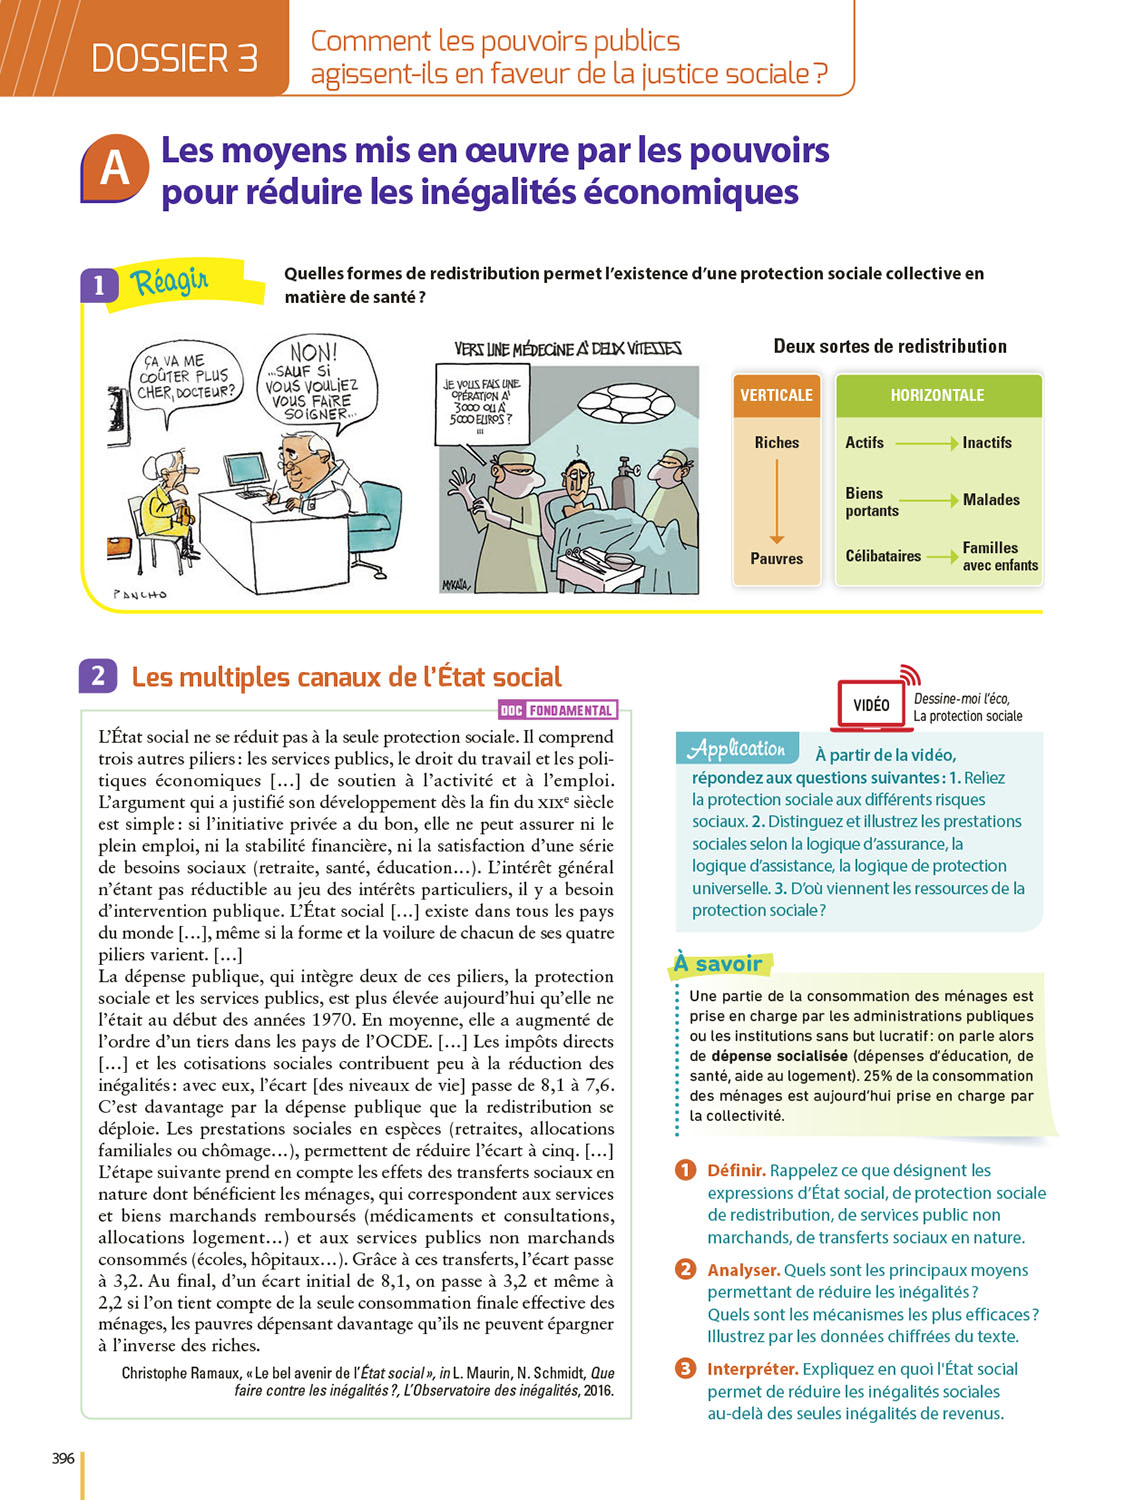 DOSSIER 3
Comment les pouvoirs publics
agissent-ils en faveur de la justice sociale ?
A
Les moyens mis en œuvre par les pouvoirs
pour réduire les inégalités économiques
1 Réagir
Quelles formes de redistribution permet l’existence d’une protection sociale collective en
matière de santé ?
ÇA VA ME
COÛTER PLUS
CHER, DOCTEUR?
NON!
...SAUF SI
VOUS VOULIEZ
VOUS FAIRE
SOIGNER...
PANCHO
VERS UNE MÉDECINE À DEUX VITESSES
JE VOUS FAIS UNE
OPÉRATION À
3000 OU À
5000 EUROS ?
!!!
MYKAÏA,
Deux sortes de redistribution
VERTICALE
Riches
Pauvres
HORIZONTALE
Actifs
Inactifs
Biens
portants
Malades
Célibataires
Familles
avec enfants
2 Les multiples canaux de l’État social
DOC FONDAMENTAL
L’État social ne se réduit pas à la seule protection sociale. Il comprend
trois autres piliers : les services publics, le droit du travail et les poli-
tiques économiques [...] de soutien à l’activité et à l’emploi.
L’argument qui a justifié son développement dès la fin du XIXe siècle
est simple : si l’initiative privée a du bon, elle ne peut assurer ni le
plein emploi, ni la stabilité financière, ni la satisfaction d’une série
de besoins sociaux (retraite, santé, éducation…). L’intérêt général
n’étant pas réductible au jeu des intérêts particuliers, il y a besoin
d’intervention publique. L’État social [...] existe dans tous les pays
du monde [...], même si la forme et la voilure de chacun de ses quatre
piliers varient. [...]
La dépense publique, qui intègre deux de ces piliers, la protection
sociale et les services publics, est plus élevée aujourd’hui qu’elle ne
l’était au début des années 1970. En moyenne, elle a augmenté de
l’ordre d’un tiers dans les pays de l’OCDE. [...] Les impôts directs
[...] et les cotisations sociales contribuent peu à la réduction des
inégalités : avec eux, l’écart [des niveaux de vie] passe de 8,1 à 7,6.
C’est davantage par la dépense publique que la redistribution se
déploie. Les prestations sociales en espèces (retraites, allocations
familiales ou chômage…), permettent de réduire l’écart à cinq. [...]
L’étape suivante prend en compte les effets des transferts sociaux en
nature dont bénéficient les ménages, qui correspondent aux services
et biens marchands remboursés (médicaments et consultations,
allocations logement…) et aux services publics non marchands
consommés (écoles, hôpitaux…). Grâce à ces transferts, l’écart passe
à 3,2. Au final, d’un écart initial de 8,1, on passe à 3,2 et même à
2,2 si l’on tient compte de la seule consommation finale effective des
ménages, les pauvres dépensant davantage qu’ils ne peuvent épargner
à l’inverse des riches.
Christophe Ramaux, « Le bel avenir de l’État social », in L. Maurin, N. Schmidt, Que
faire contre les inégalités ?, L’Observatoire des inégalités, 2016.
VIDÉO
Dessine-moi l’éco,
La protection sociale
Application À partir de la vidéo,
répondez aux questions suivantes : 1. Reliez
la protection sociale aux différents risques
sociaux. 2. Distinguez et illustrez les prestations
sociales selon la logique d’assurance, la
logique d’assistance, la logique de protection
universelle. 3. D’où viennent les ressources de la
protection sociale ?
À savoir
Une partie de la consommation des ménages est
prise en charge par les administrations publiques
ou les institutions sans but lucratif : on parle alors
de dépense socialisée (dépenses d’éducation, de
santé, aide au logement). 25% de la consommation
des ménages est aujourd’hui prise en charge par
la collectivité.
1 Définir. Rappelez ce que désignent les
expressions d’État social, de protection sociale
de redistribution, de services public non
marchands, de transferts sociaux en nature.
2 Analyser. Quels sont les principaux moyens
permettant de réduire les inégalités ?
Quels sont les mécanismes les plus efficaces ?
Illustrez par les données chiffrées du texte.
3 Interpréter. Expliquez en quoi l'État social
permet de réduire les inégalités sociales
au-delà des seules inégalités de revenus.
396